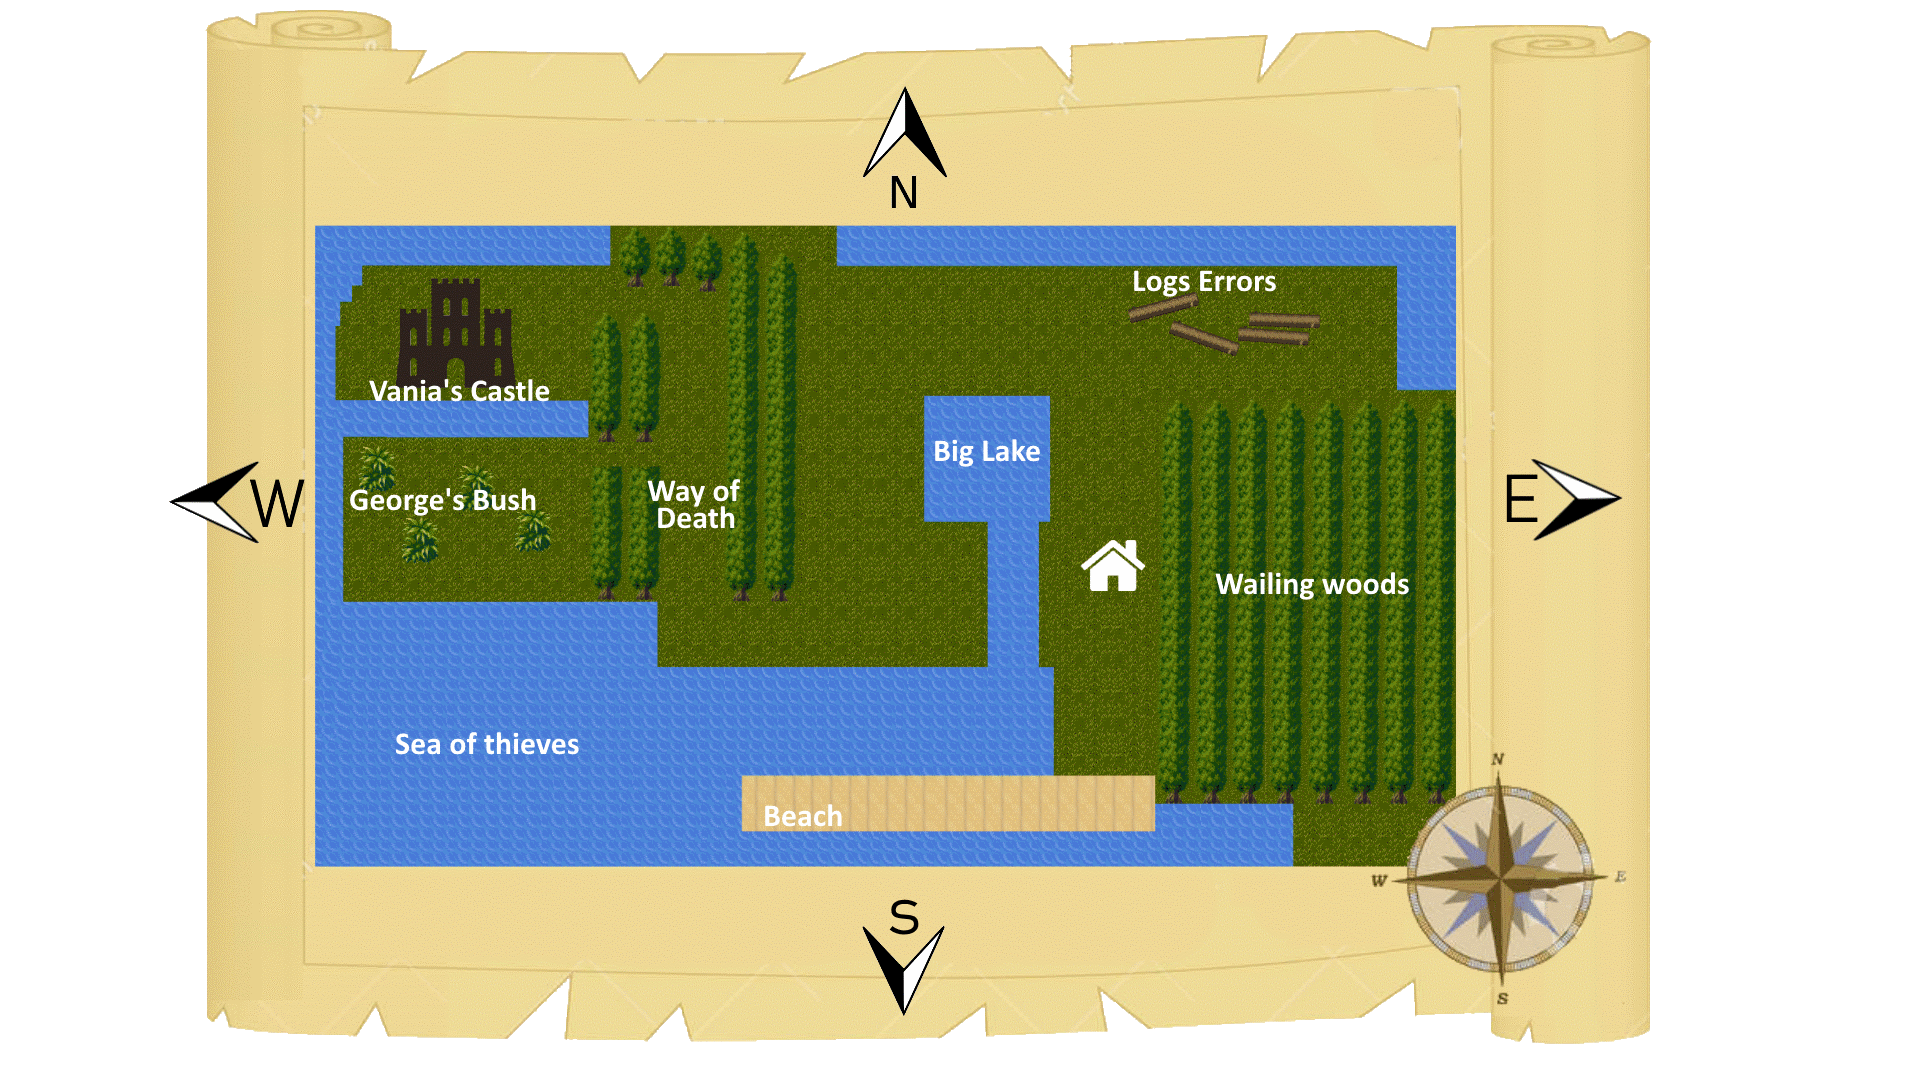 N
Logs Errors
Vania's Castle
Big Lake
W
George's Bush
Way of
Death
E
Wailing woods
Sea of thieves
Beach
N
W
E
S
S